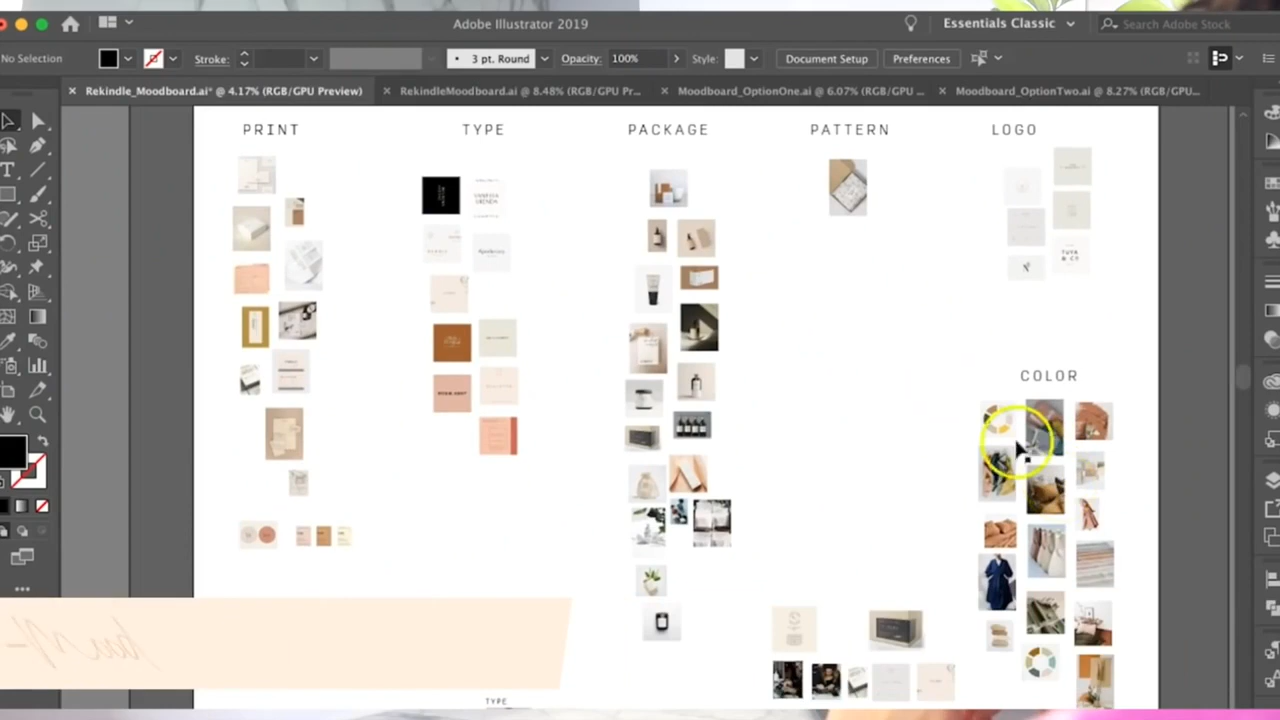 Adobe Illustrator 2019
Essentials Classic
Search Adobe Stock
No Selection
Stroke:
3 pt. Round
Opacity: 100%
Style:
Document Setup
Preferences
Rekindle_Moodboard.ai* @ 4.17% (RGB/GPU Preview)
RekindleMoodboard.ai @ 8.48% (RGB/GPU Pr...
Moodboard_OptionOne.ai @ 6.07% (RGB/GPU ...
Moodboard_OptionTwo.ai @ 8.27% (RGB/GPU...
PRINT
TYPE
PACKAGE
PATTERN
LOGO
COLOR
TYPE